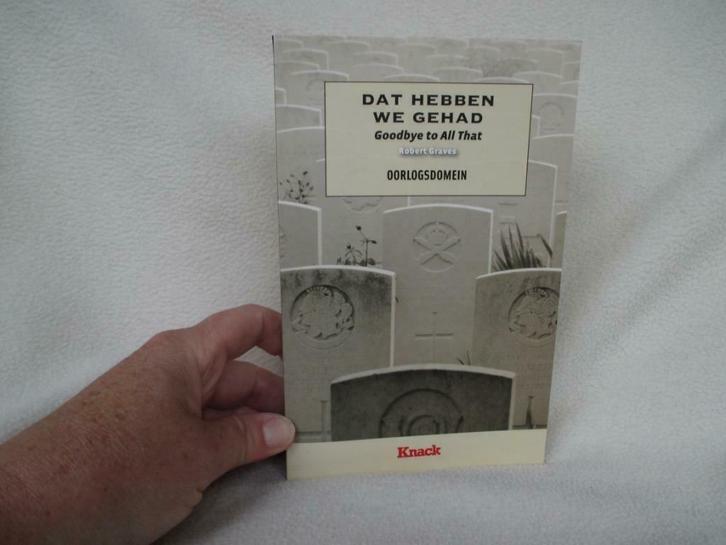 DAT HEBBEN
WE GEHAD
Goodbye to All That
Robert Graves
OORLOGSDOMEIN
Knack